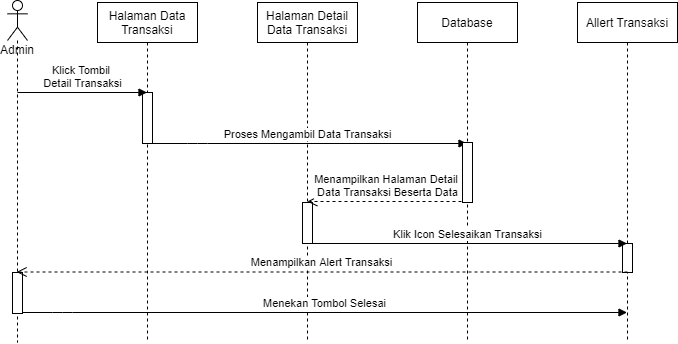 Admin
Halaman Data
Transaksi
Halaman Detail
Data Transaksi
Database
Allert Transaksi
Klick Tombil
Detail Transaksi
Proses Mengambil Data Transaksi
Menampilkan Halaman Detail
Data Transaksi Beserta Data
Klik Icon Selesaikan Transaksi
Menampilkan Alert Transaksi
Menekan Tombol Selesai